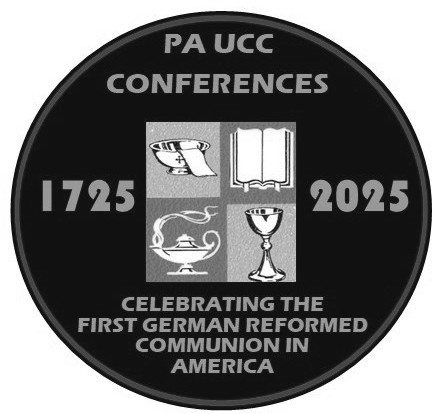 PA UCC
CONFERENCES
1725 2025
CELEBRATING THE
FIRST GERMAN REFORMED
COMMUNION IN
AMERICA